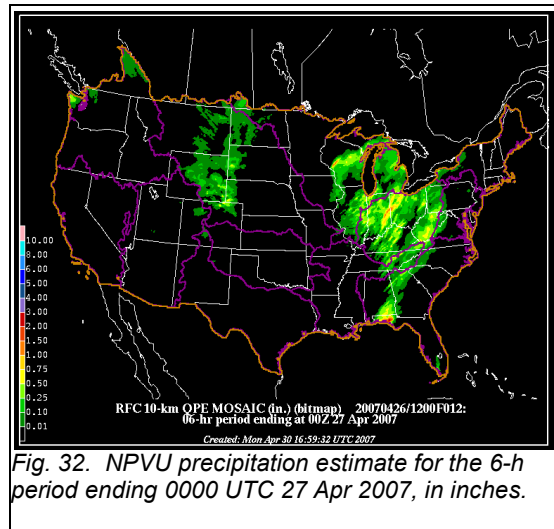 10.00
8.00
6.00
5.00
4.00
3.00
2.00
1.50
1.00
0.75
0.50
0.25
0.10
0.01
RFC 10-km QPE MOSAIC (in.) (bitmap) 20070426/1200F012:
06-hr period ending at 00Z 27 Apr 2007
Created: Mon Apr 30 16:59:32 UTC 2007
Fig. 32. NPVU precipitation estimate for the 6-h
period ending 0000 UTC 27 Apr 2007, in inches.